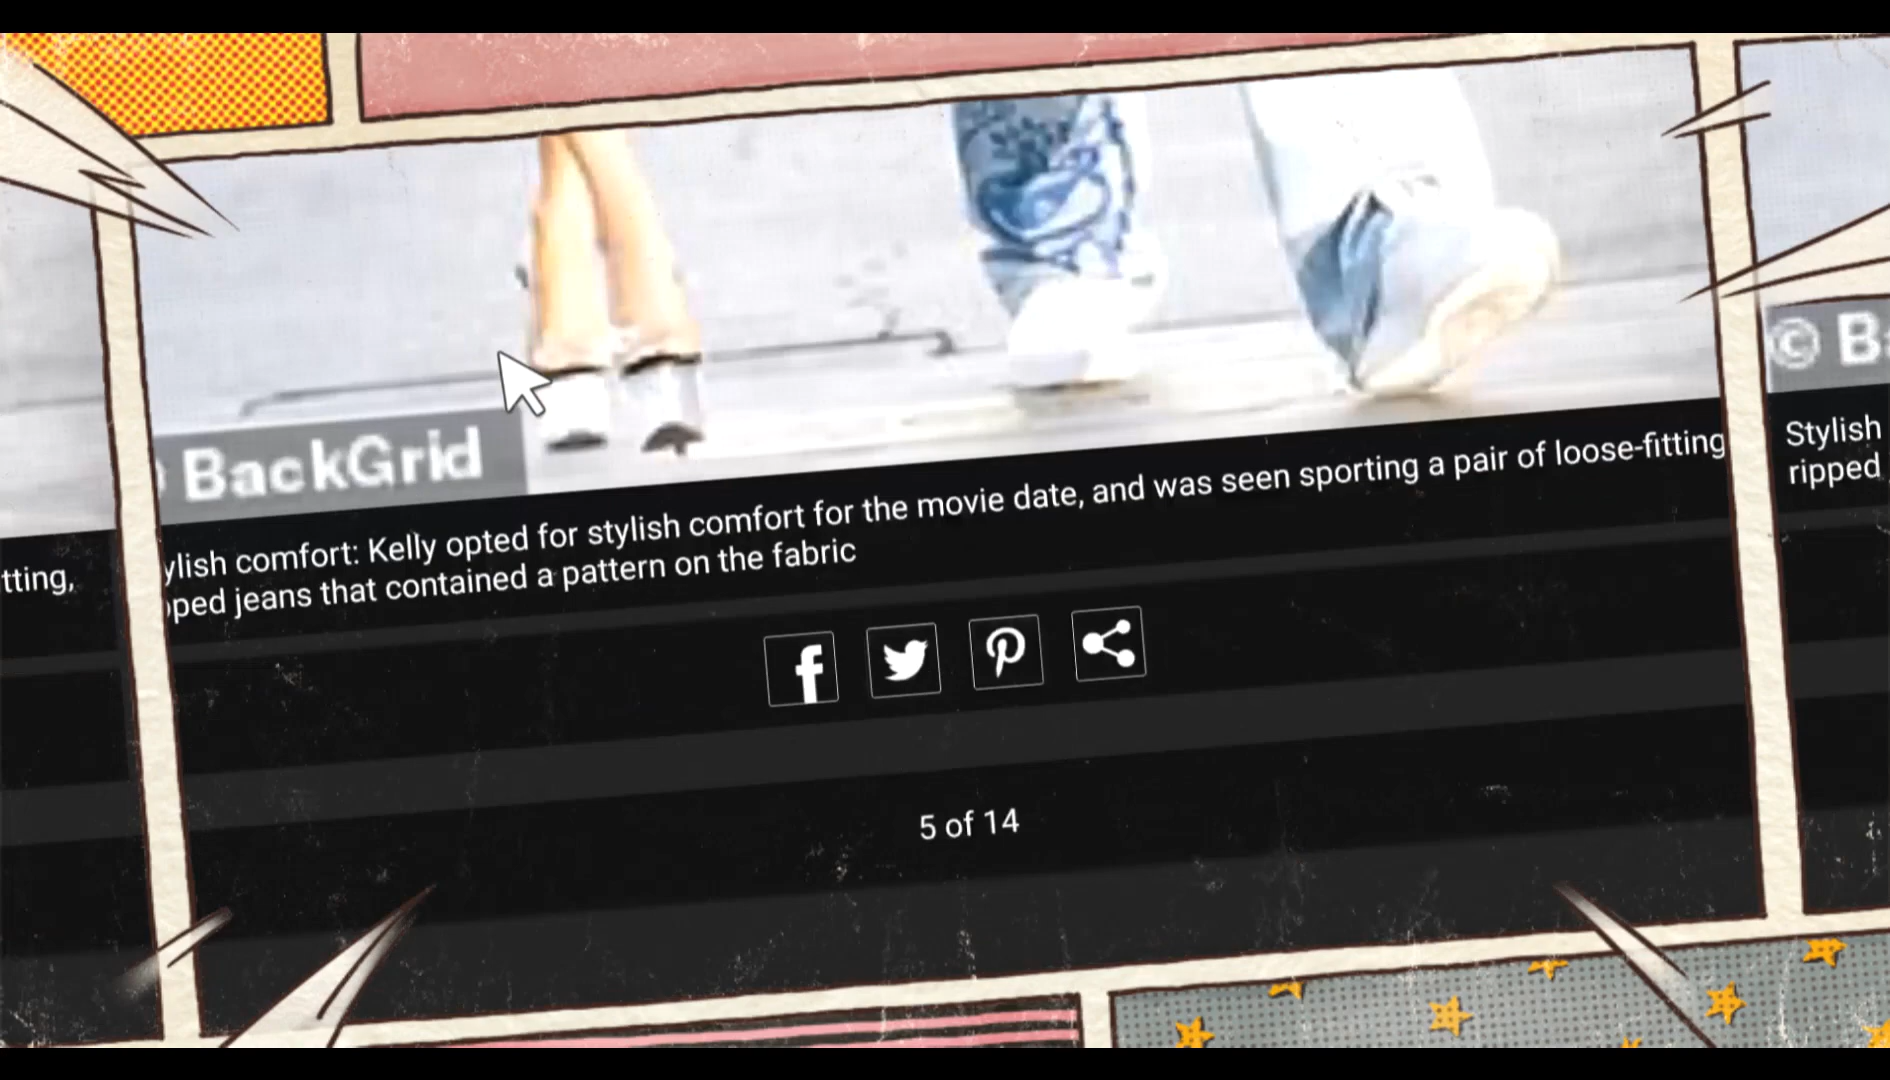 BackGrid
ylish comfort: Kelly opted for stylish comfort for the movie date, and was seen sporting a pair of loose-fitting
pped jeans that contained a pattern on the fabric
5 of 14
tting,
© Ba
Stylish
ripped